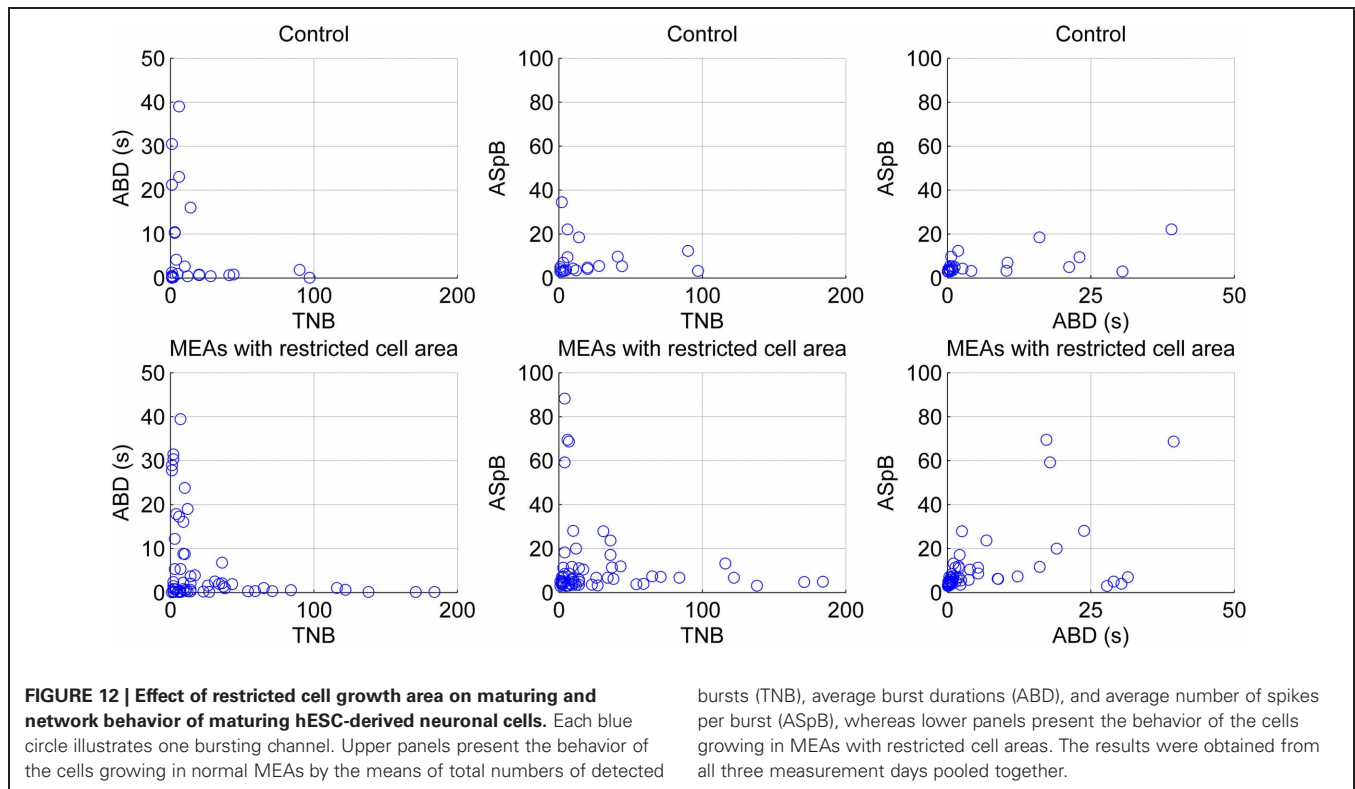 Control
50
40
30
20
10
0
ABD (s)
0 100 200
TNB
Control
100
80
60
40
20
0
ASpB
0 100 200
TNB
Control
100
80
60
40
20
0
ASpB
0 25 50
ABD (s)
MEAs with restricted cell area
50
40
30
20
10
0
ABD (s)
0 100 200
TNB
MEAs with restricted cell area
100
80
60
40
20
0
ASpB
0 100 200
TNB
MEAs with restricted cell area
100
80
60
40
20
0
ASpB
0 25 50
ABD (s)
FIGURE 12 | Effect of restricted cell growth area on maturing and
network behavior of maturing hESC-derived neuronal cells. Each blue
circle illustrates one bursting channel. Upper panels present the behavior of
the cells growing in normal MEAs by the means of total numbers of detected
bursts (TNB), average burst durations (ABD), and average number of spikes
per burst (ASpB), whereas lower panels present the behavior of the cells
growing in MEAs with restricted cell areas. The results were obtained from
all three measurement days pooled together.